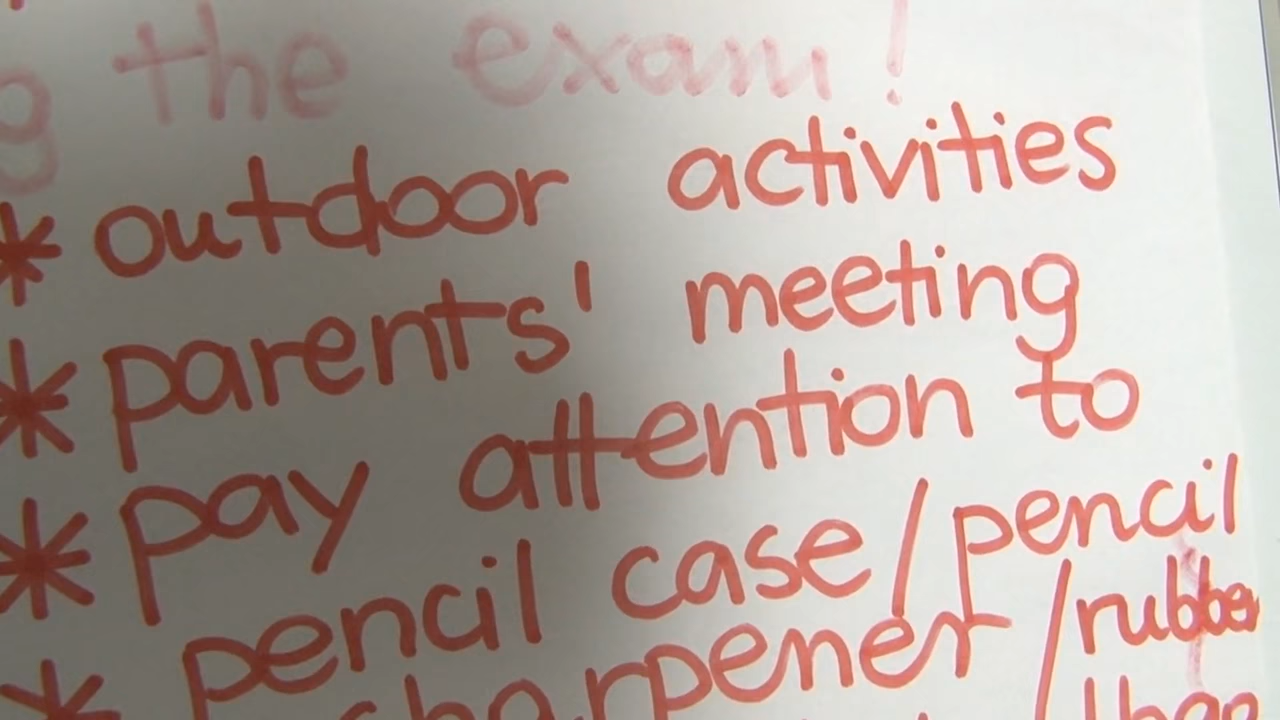 the exam!
* outdoor activities
* parents' meeting
* pay attention to
* pencil case/pencil
sharpener/rubber